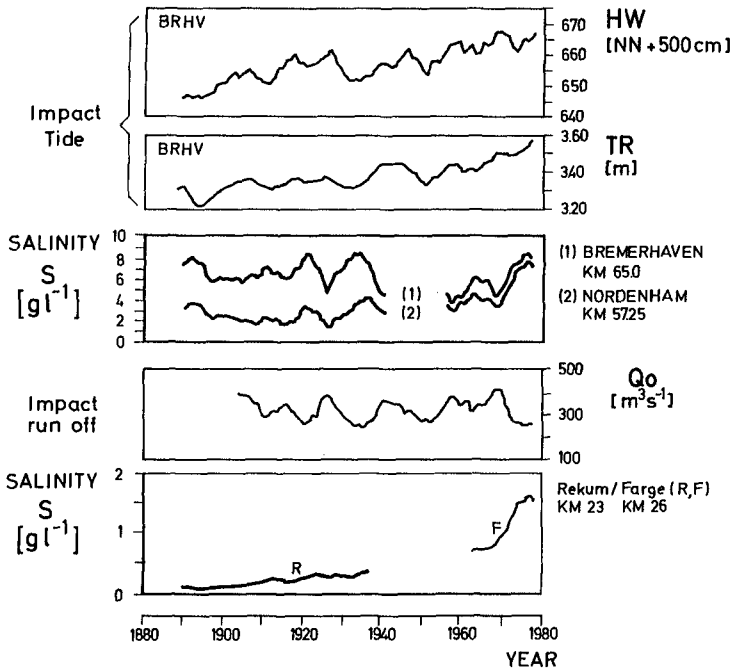 BRHV
670
660
650
640
HW
[NN + 500 cm]
Impact
Tide
BRHV
3.60
3.40
3.20
TR
[m]
SALINITY
S
[gl⁻¹]
10
8
6
4
2
0
(1)
(2)
(1) BREMERHAVEN
KM 65.0
(2) NORDENHAM
KM 57.25
Impact
run off
500
300
100
Qo
[m³s⁻¹]
SALINITY
S
[gl⁻¹]
2
1
0
R
F
Rekum / Farge (R,F)
KM 23 KM 26
1880 1900 1920 1940 1960 1980
YEAR